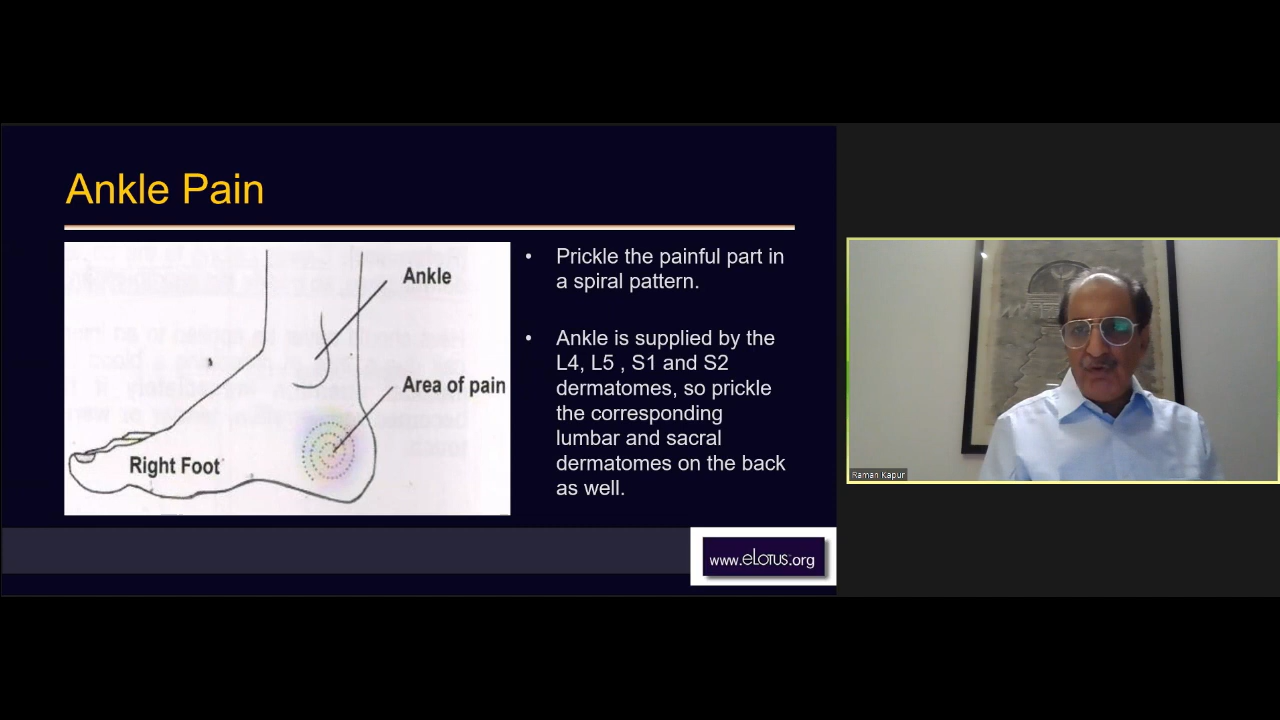 Ankle Pain
Ankle
Area of pain
Right Foot
• Prickle the painful part in
a spiral pattern.
• Ankle is supplied by the
L4, L5 , S1 and S2
dermatomes, so prickle
the corresponding
lumbar and sacral
dermatomes on the back
as well.
www.eLotus.org
Raman Kapur